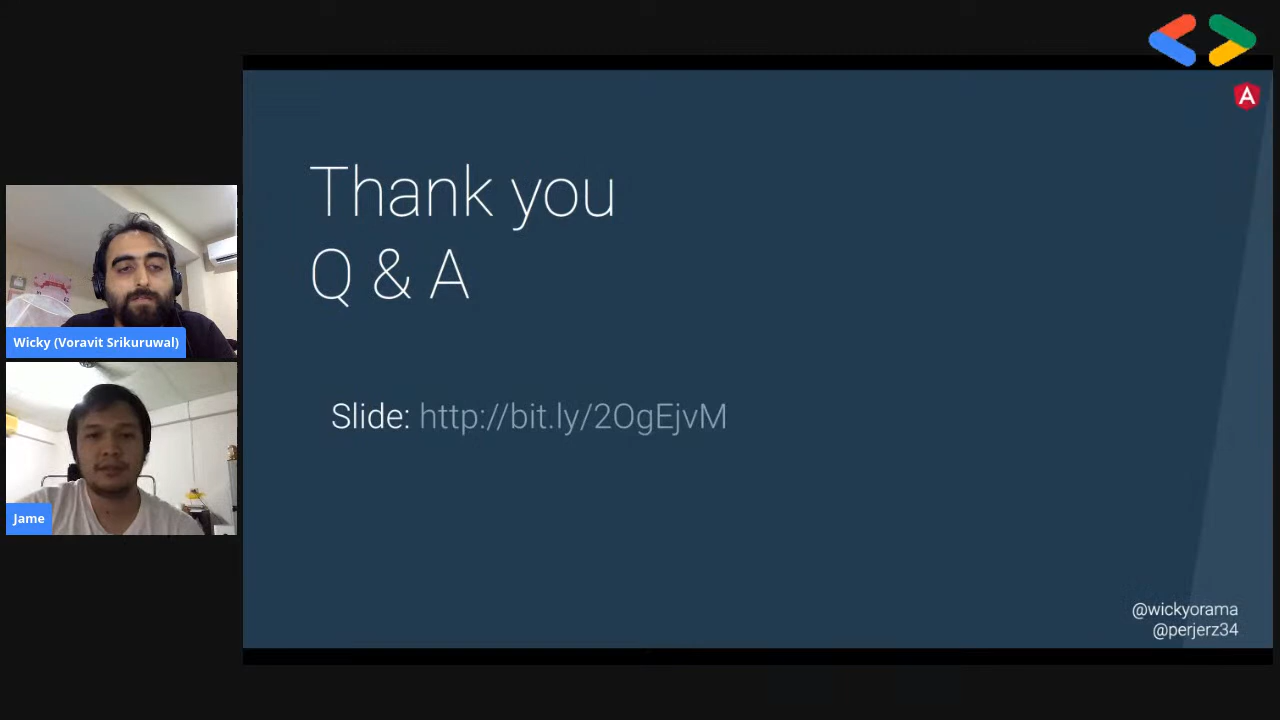 Thank you
Q & A
Slide: http://bit.ly/2OgEjvM
@wickyorama
@perjerz34
Wicky (Voravit Srikuruwal)
Jame
A